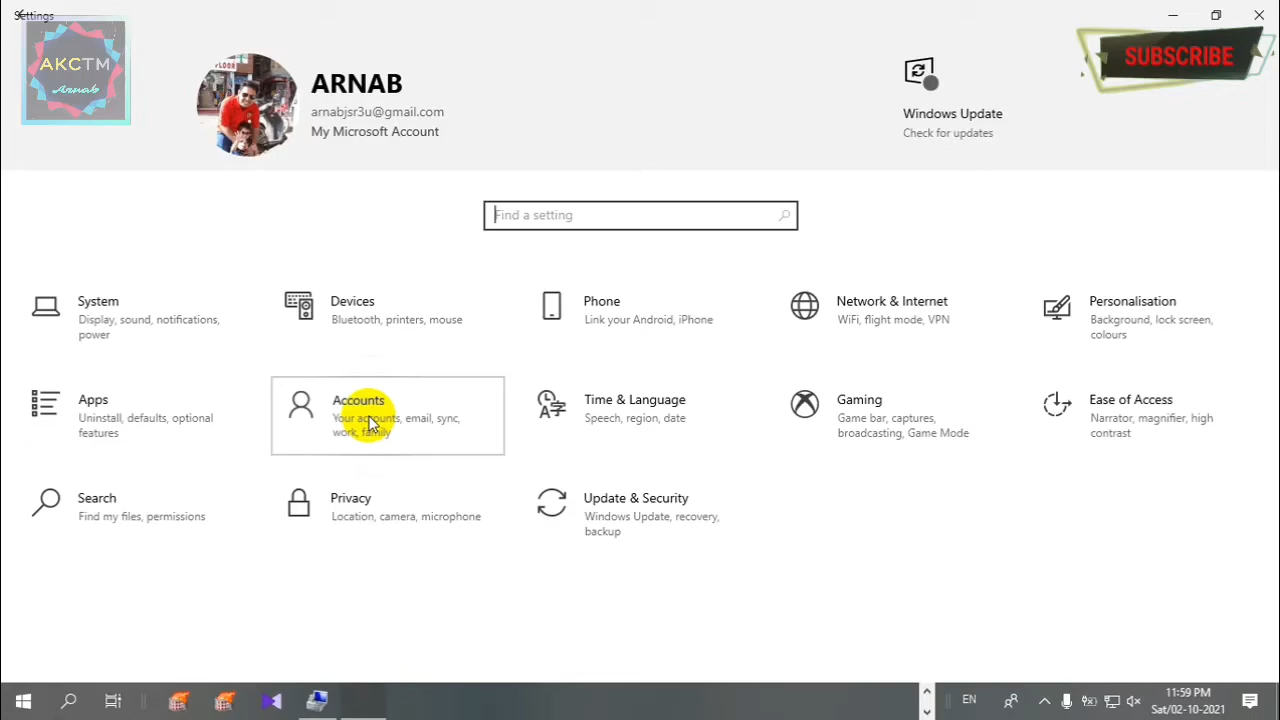 Settings
AKCTM
Arnab
ARNAB
arnabjsr3u@gmail.com
My Microsoft Account
Windows Update
Check for updates
SUBSCRIBE
Find a setting
System
Display, sound, notifications,
power
Devices
Bluetooth, printers, mouse
Phone
Link your Android, iPhone
Network & Internet
WiFi, flight mode, VPN
Personalisation
Background, lock screen,
colours
Apps
Uninstall, defaults, optional
features
Accounts
Your accounts, email, sync,
work, family
Time & Language
Speech, region, date
Gaming
Game bar, captures,
broadcasting, Game Mode
Ease of Access
Narrator, magnifier, high
contrast
Search
Find my files, permissions
Privacy
Location, camera, microphone
Update & Security
Windows Update, recovery,
backup
EN
11:59 PM
Sat/02-10-2021